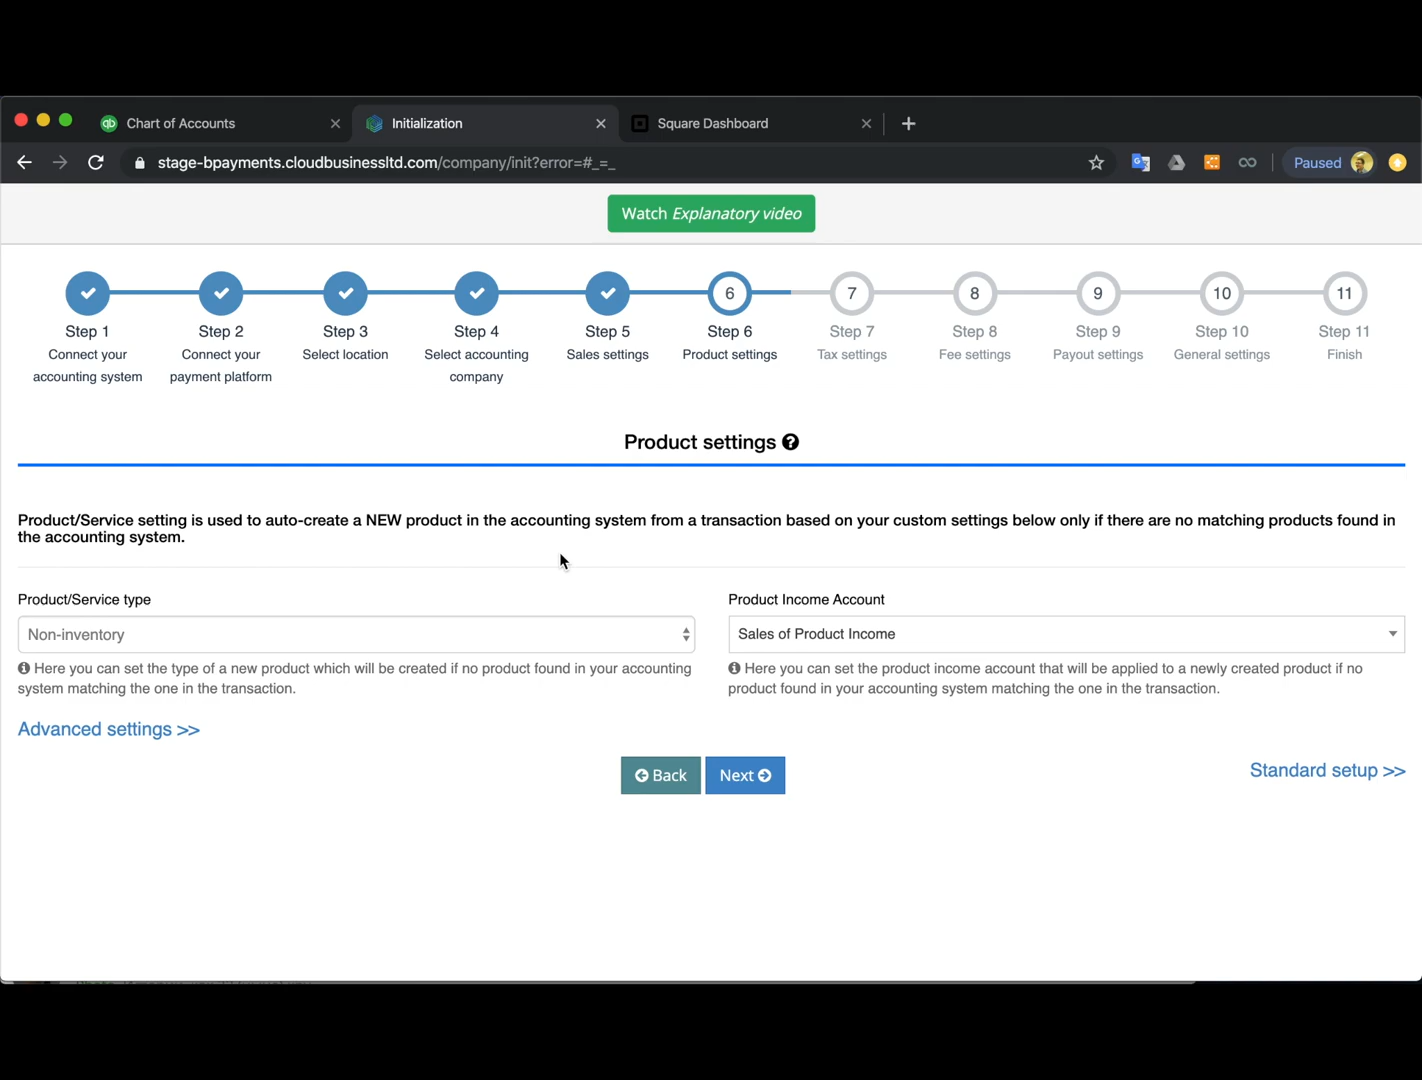 Chart of Accounts
Initialization
Square Dashboard
stage-bpayments.cloudbusinessltd.com/company/init?error=#_=_
Paused
Watch Explanatory video
6
7
8
9
10
11
Step 1
Step 2
Step 3
Step 4
Step 5
Step 6
Step 7
Step 8
Step 9
Step 10
Step 11
Connect your
accounting system
Connect your
payment platform
Select location
Select accounting
company
Sales settings
Product settings
Tax settings
Fee settings
Payout settings
General settings
Finish
Product settings
Product/Service setting is used to auto-create a NEW product in the accounting system from a transaction based on your custom settings below only if there are no matching products found in
the accounting system.
Product/Service type
Non-inventory
Here you can set the type of a new product which will be created if no product found in your accounting
system matching the one in the transaction.
Product Income Account
Sales of Product Income
Here you can set the product income account that will be applied to a newly created product if no
product found in your accounting system matching the one in the transaction.
Advanced settings >>
Back
Next
Standard setup >>